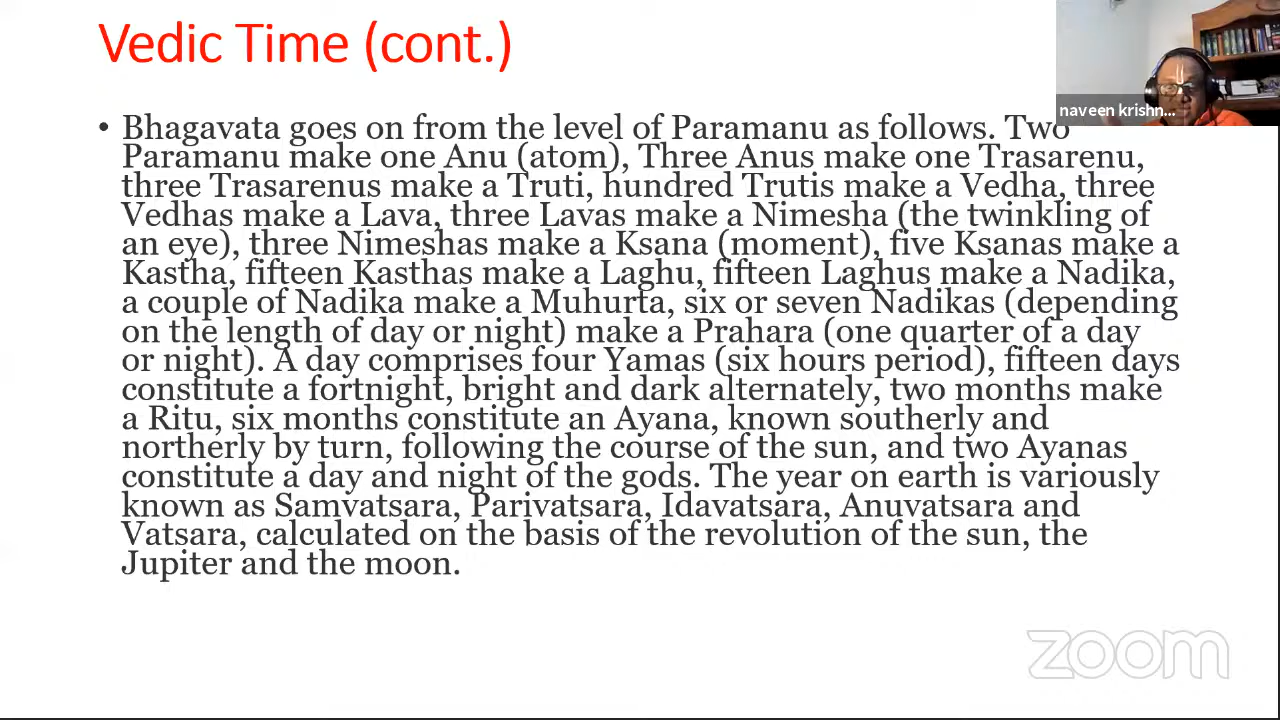 Vedic Time (cont.)
naveen krishn...
• Bhagavata goes on from the level of Paramanu as follows. Two
Paramanu make one Anu (atom), Three Anus make one Trasarenu,
three Trasarenus make a Truti, hundred Trutis make a Vedha, three
Vedhas make a Lava, three Lavas make a Nimesha (the twinkling of
an eye), three Nimeshas make a Ksana (moment), five Ksanas make a
Kastha, fifteen Kasthas make a Laghu, fifteen Laghus make a Nadika,
a couple of Nadika make a Muhurta, six or seven Nadikas (depending
on the length of day or night) make a Prahara (one quarter of a day
or night). A day comprises four Yamas (six hours period), fifteen days
constitute a fortnight, bright and dark alternately, two months make
a Ritu, six months constitute an Ayana, known southerly and
northerly by turn, following the course of the sun, and two Ayanas
constitute a day and night of the gods. The year on earth is variously
known as Samvatsara, Parivatsara, Idavatsara, Anuvatsara and
Vatsara, calculated on the basis of the revolution of the sun, the
Jupiter and the moon.
zoom